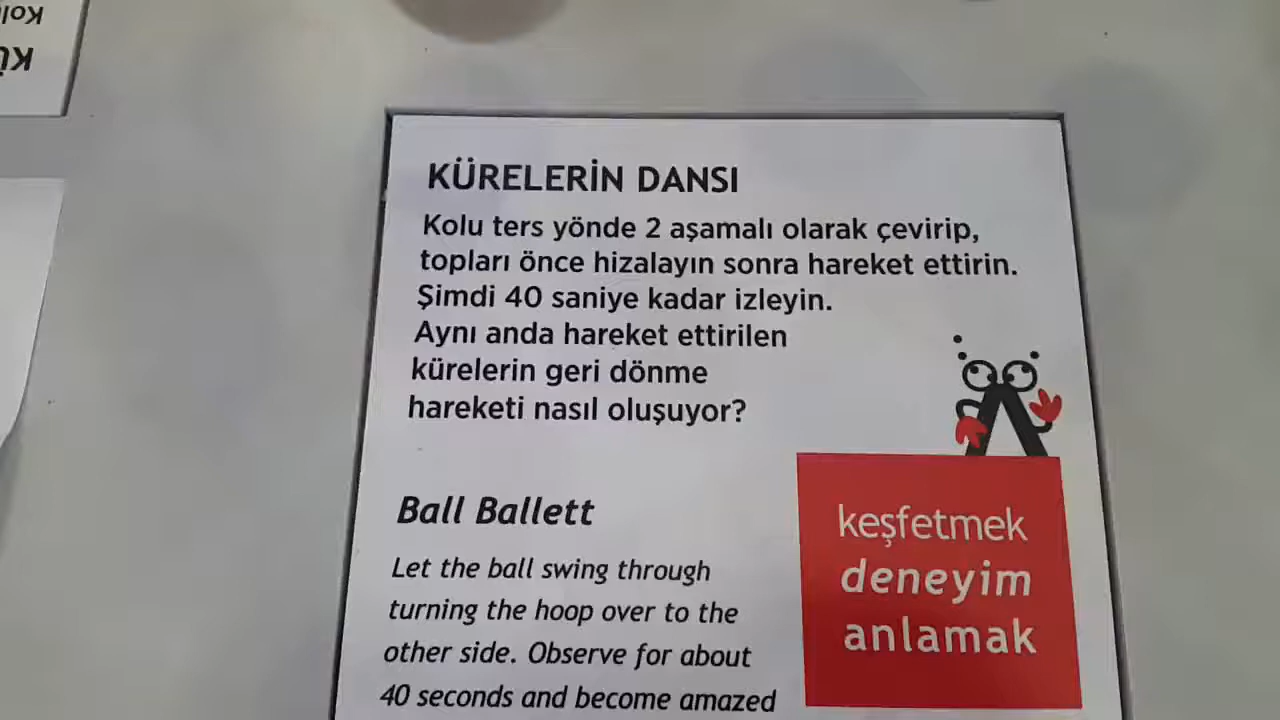 KÜRELERİN DANSI
Kolu ters yönde 2 aşamalı olarak çevirip,
topları önce hizalayın sonra hareket ettirin.
Şimdi 40 saniye kadar izleyin.
Aynı anda hareket ettirilen
kürelerin geri dönme
hareketi nasıl oluşuyor?
Ball Ballett
Let the ball swing through
turning the hoop over to the
other side. Observe for about
40 seconds and become amazed
keşfetmek
deneyim
anlamak